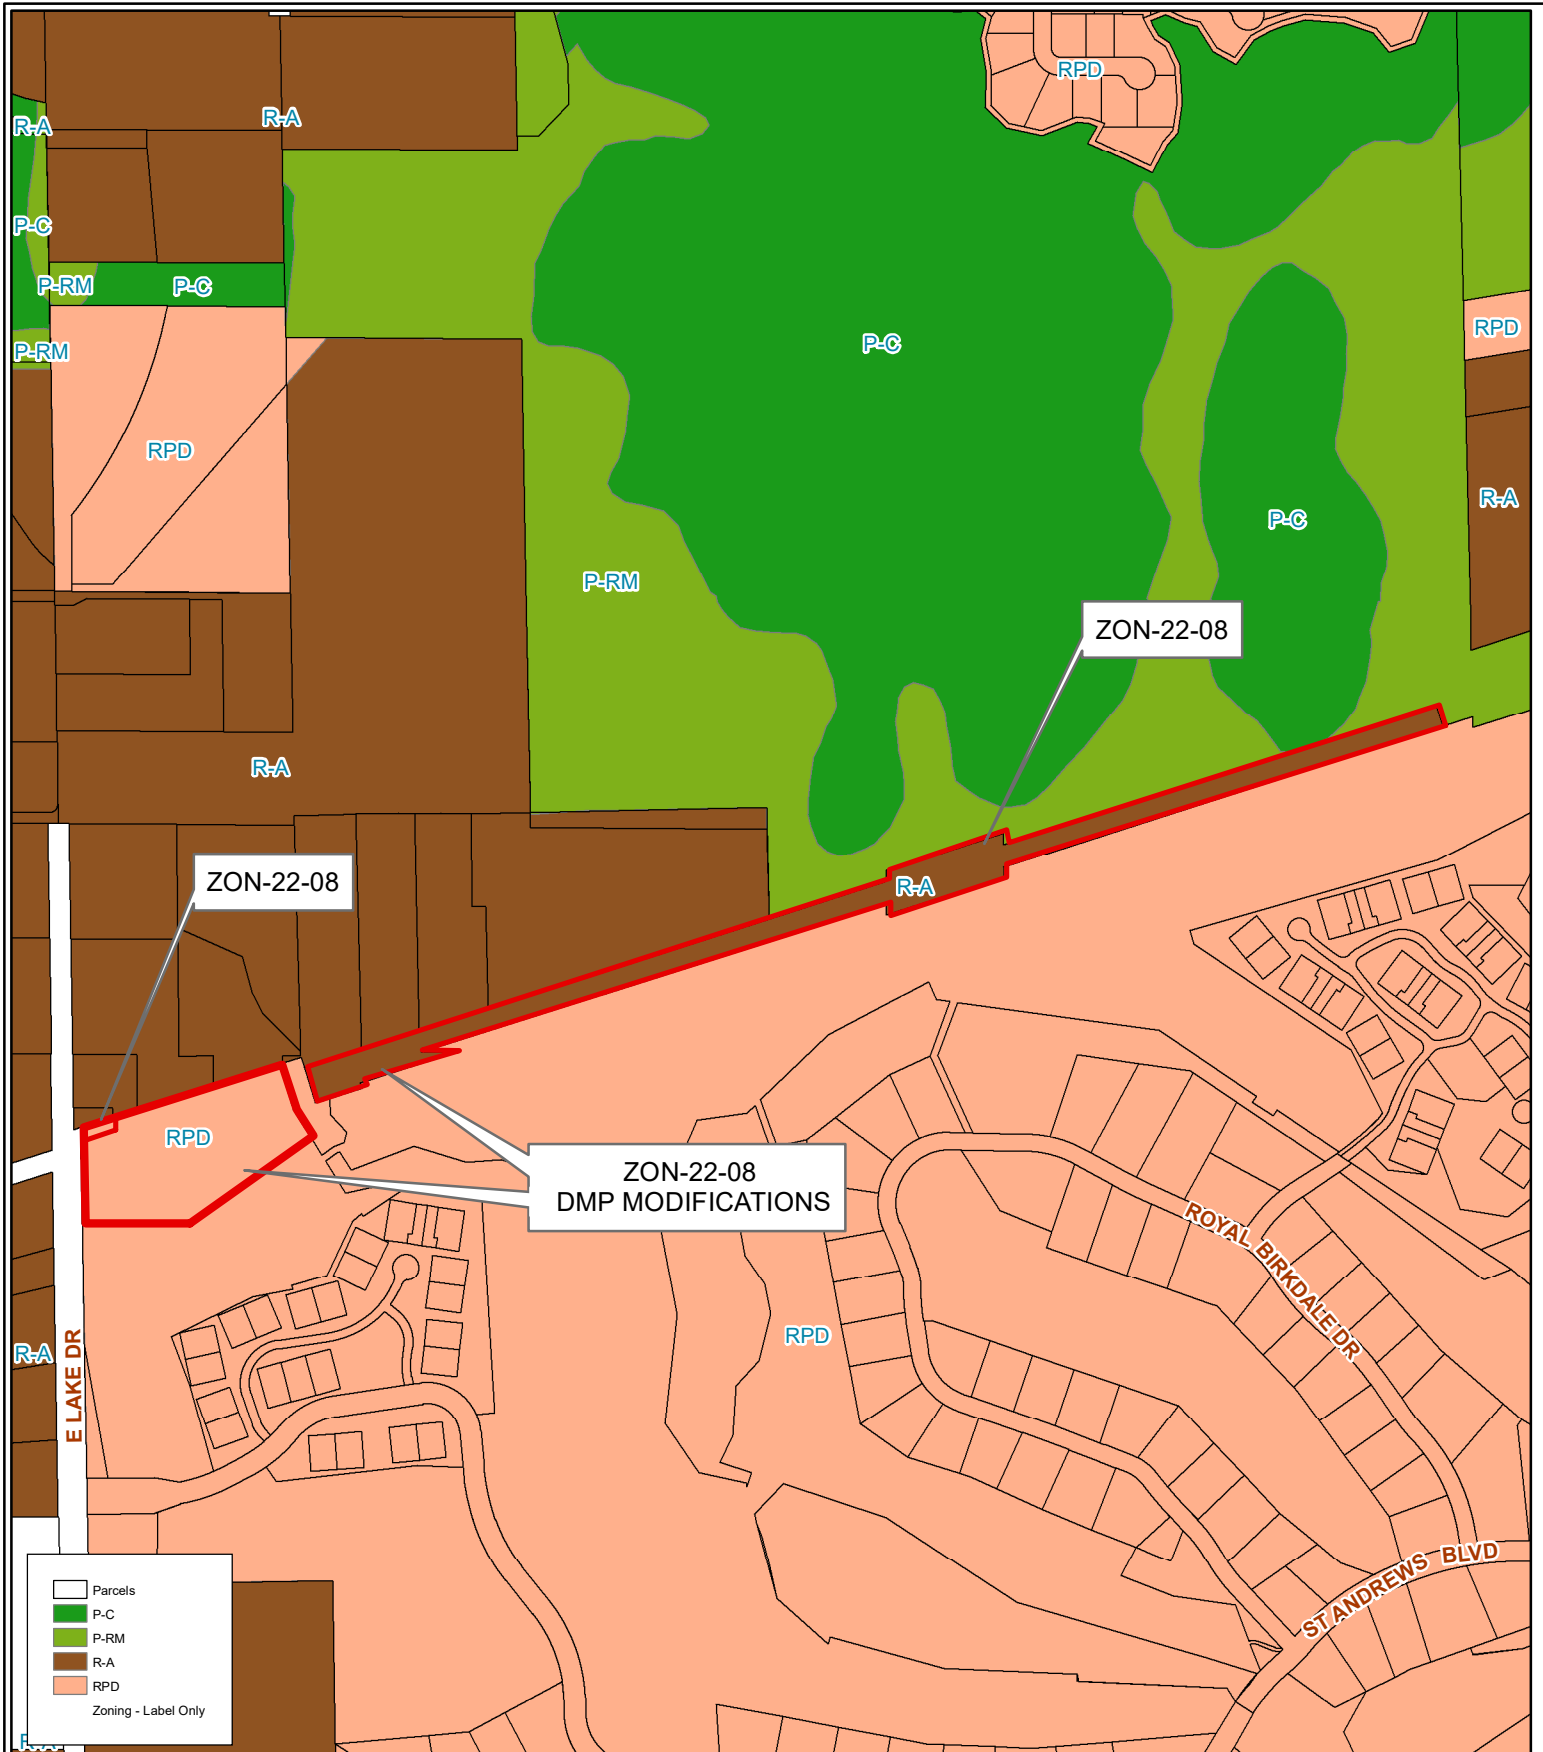 RPD
R-A
R-A
P-C
P-RM
P-C
RPD
P-C
P-RM
RPD
R-A
P-C
P-RM
ZON-22-08
R-A
ZON-22-08
R-A
RPD
ZON-22-08
DMP MODIFICATIONS
ROYAL BIRKDALE DR
RPD
R-A
E LAKE DR
ST ANDREWS BLVD
Parcels
P-C
P-RM
R-A
RPD
Zoning - Label Only
R-A